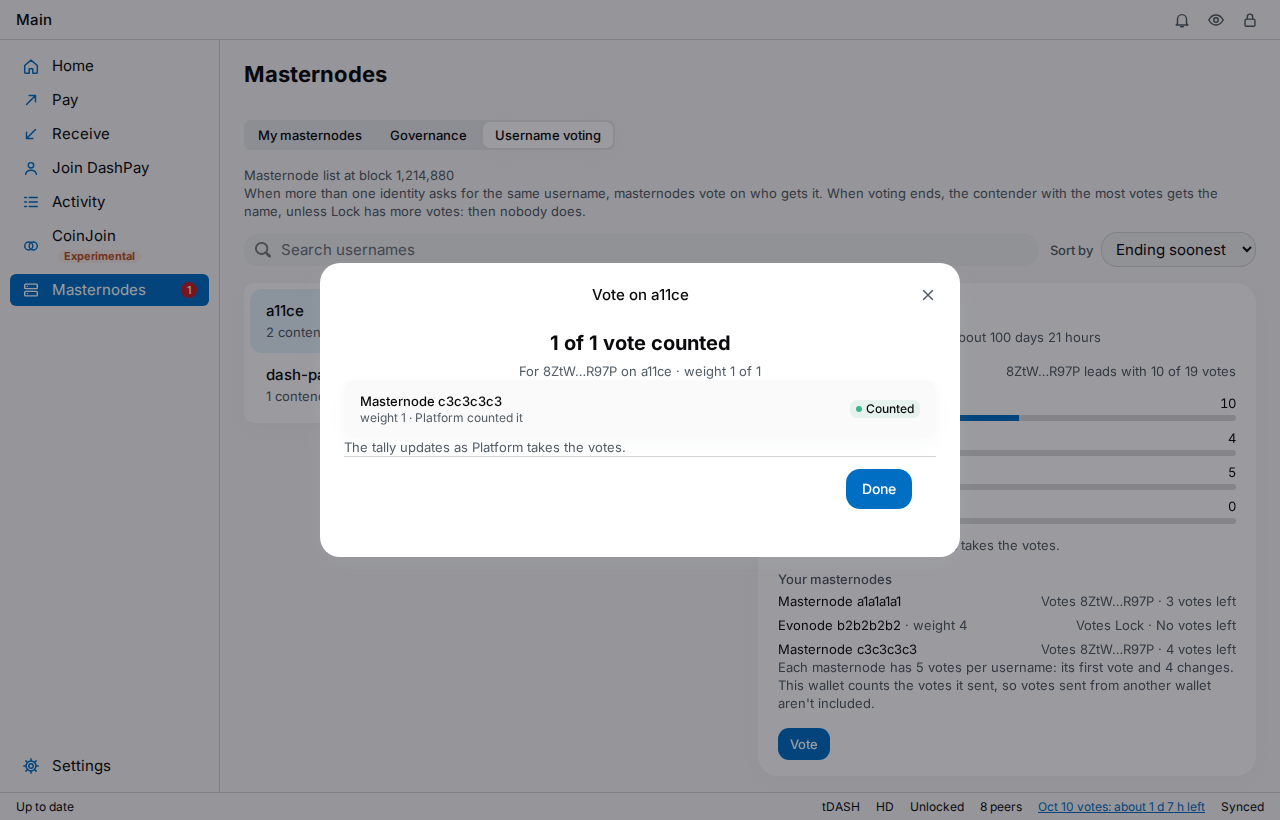 Main
Home
Pay
Receive
Join DashPay
Activity
CoinJoin
Experimental
Masternodes
1
Settings
Masternodes
My masternodes
Governance
Username voting
Masternode list at block 1,214,880
When more than one identity asks for the same username, masternodes vote on who gets it. When voting ends, the contender with the most votes gets the
name, unless Lock has more votes: then nobody does.
Search usernames
Sort by
Ending soonest
a11ce
2 conten
dash-pa
1 conten
Vote on a11ce
1 of 1 vote counted
For 8ZtW…R97P on a11ce · weight 1 of 1
Masternode c3c3c3c3
weight 1 · Platform counted it
Counted
The tally updates as Platform takes the votes.
Done
bout 100 days 21 hours
8ZtW…R97P leads with 10 of 19 votes
10
4
5
0
takes the votes.
Your masternodes
Masternode a1a1a1a1
Votes 8ZtW…R97P · 3 votes left
Evonode b2b2b2b2 · weight 4
Votes Lock · No votes left
Masternode c3c3c3c3
Votes 8ZtW…R97P · 4 votes left
Each masternode has 5 votes per username: its first vote and 4 changes.
This wallet counts the votes it sent, so votes sent from another wallet
aren't included.
Vote
Up to date
tDASH
HD
Unlocked
8 peers
Oct 10 votes: about 1 d 7 h left
Synced